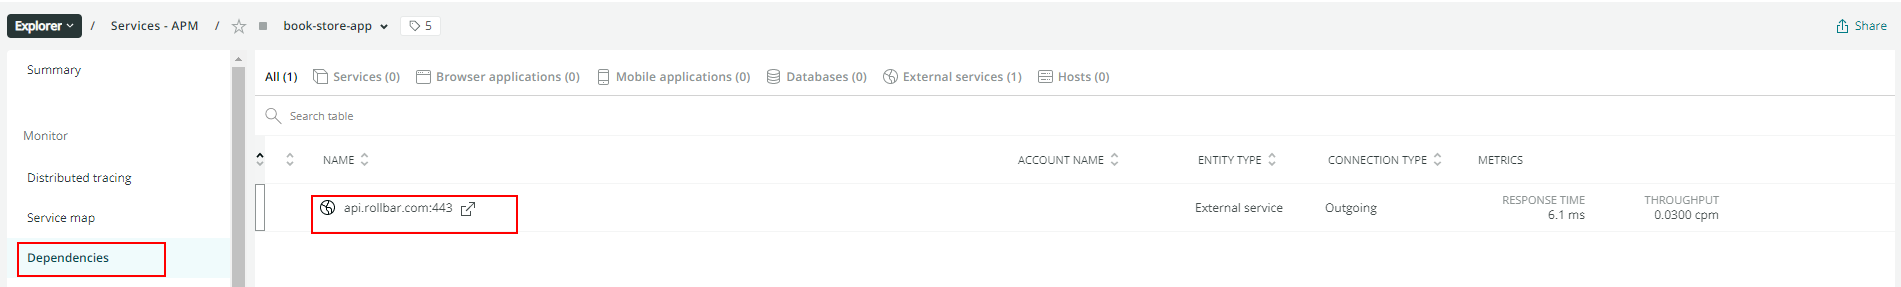 Explorer / Services - APM / book-store-app 5 Share
Summary
All (1) Services (0) Browser applications (0) Mobile applications (0) Databases (0) External services (1) Hosts (0)
Search table
Monitor
NAME ACCOUNT NAME ENTITY TYPE CONNECTION TYPE METRICS
Distributed tracing
api.rollbar.com:443 External service Outgoing RESPONSE TIME 6.1 ms THROUGHPUT 0.0300 cpm
Service map
Dependencies